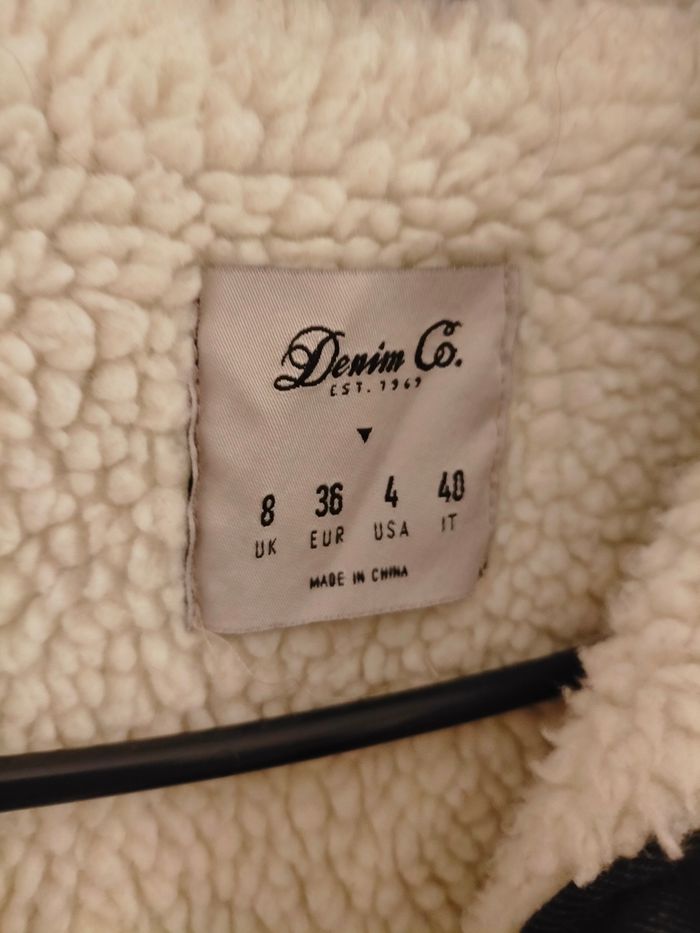 Denim Co.
EST. 1969
8 36 4 40
UK EUR USA IT
MADE IN CHINA